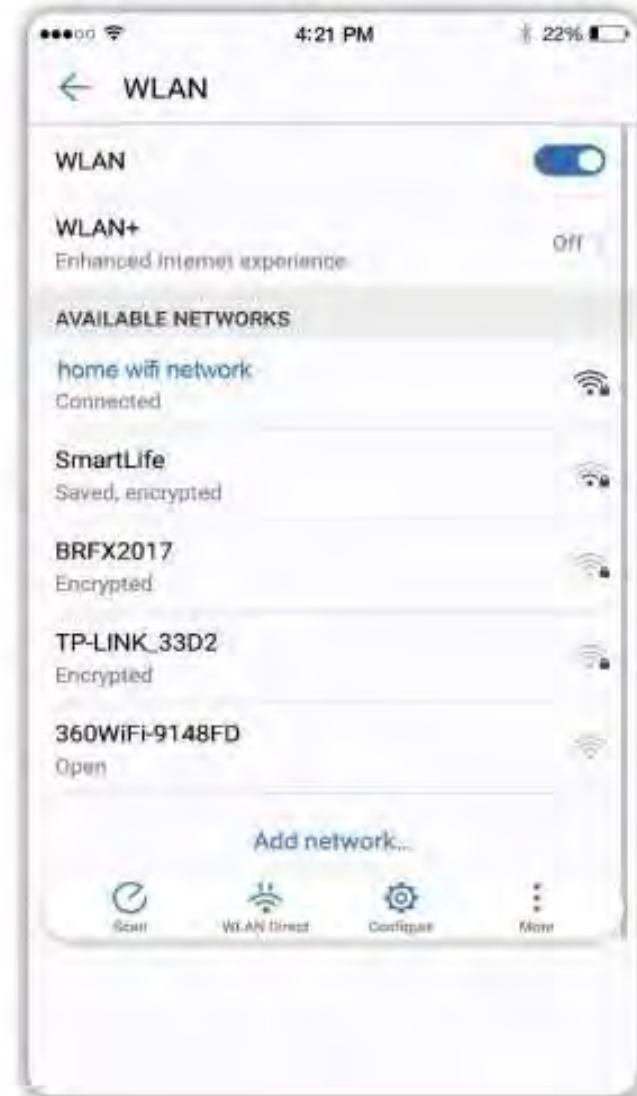 4:21 PM 22%
WLAN
WLAN
WLAN+
Off
Enhanced internet experience
AVAILABLE NETWORKS
home wifi network
Connected
SmartLife
Saved, encrypted
BRFX2017
Encrypted
TP-LINK_33D2
Encrypted
360WiFi-9148FD
Open
Add network...
Scan WLAN Direct Configure More